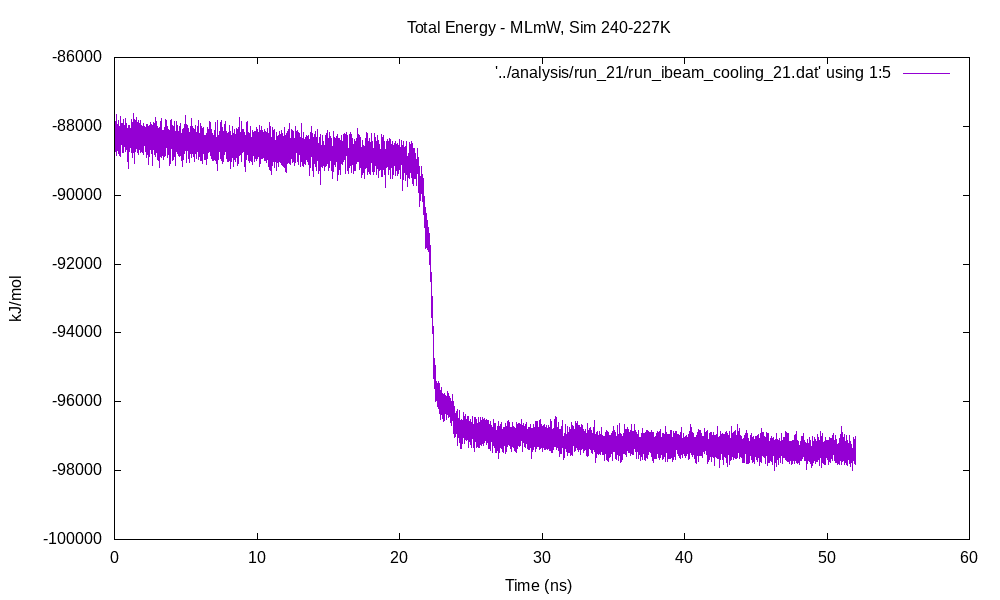 Total Energy - MLmW, Sim 240-227K
'../analysis/run_21/run_ibeam_cooling_21.dat' using 1:5
-86000
-88000
-90000
-92000
-94000
-96000
-98000
-100000
kJ/mol
0 10 20 30 40 50 60
Time (ns)